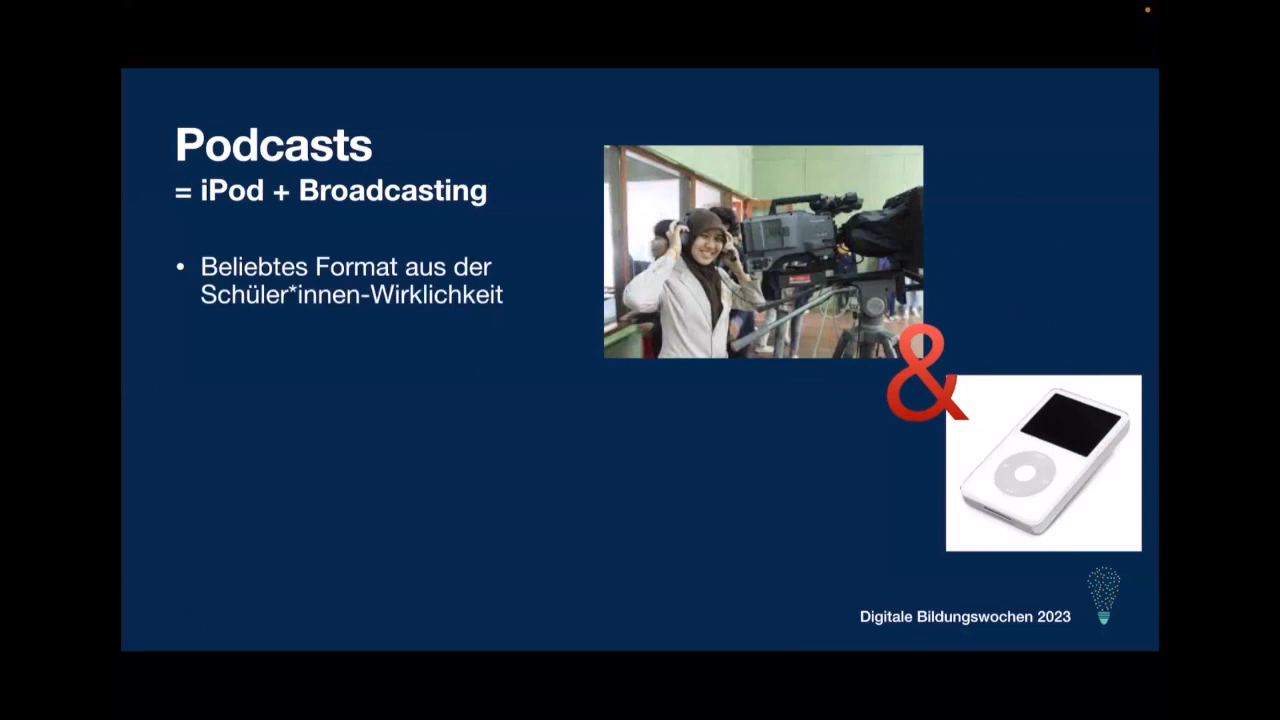 Podcasts
= iPod + Broadcasting
• Beliebtes Format aus der
Schüler*innen-Wirklichkeit
&
Digitale Bildungswochen 2023